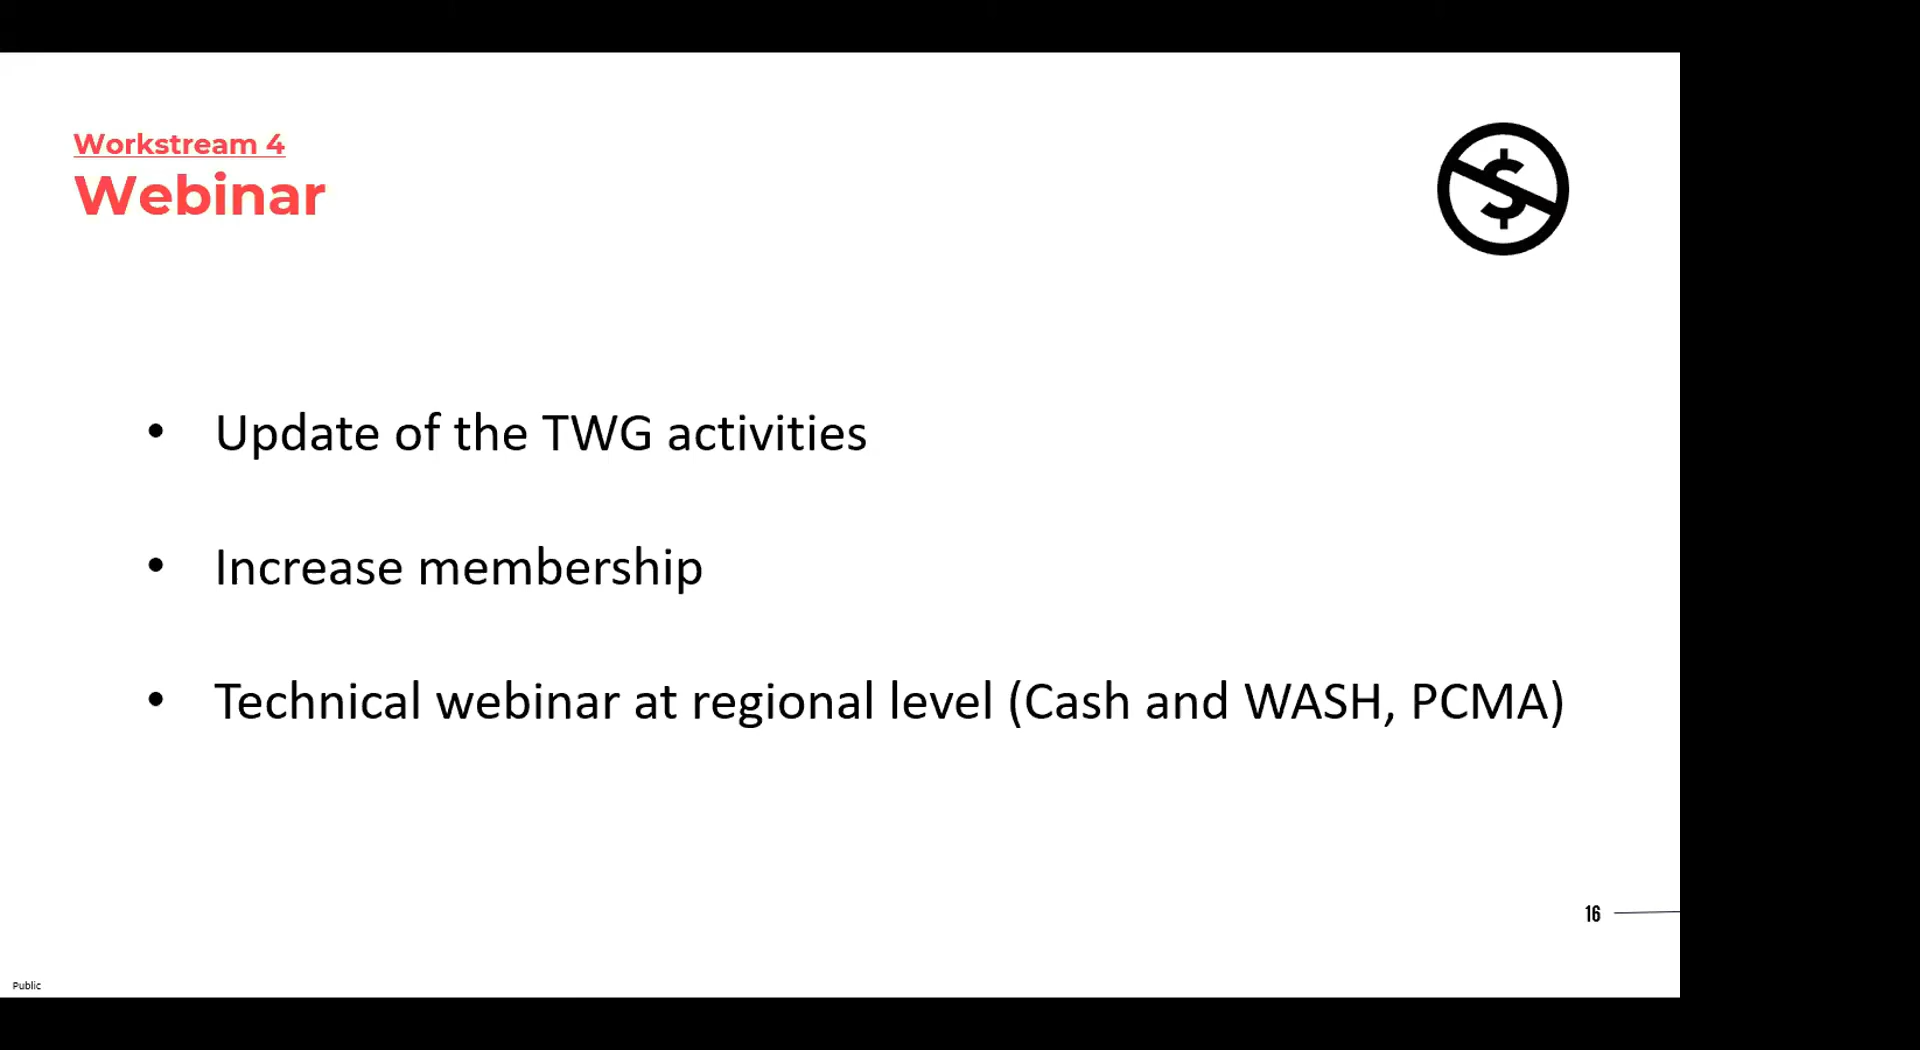 Workstream 4
Webinar
• Update of the TWG activities
• Increase membership
• Technical webinar at regional level (Cash and WASH, PCMA)
16
Public